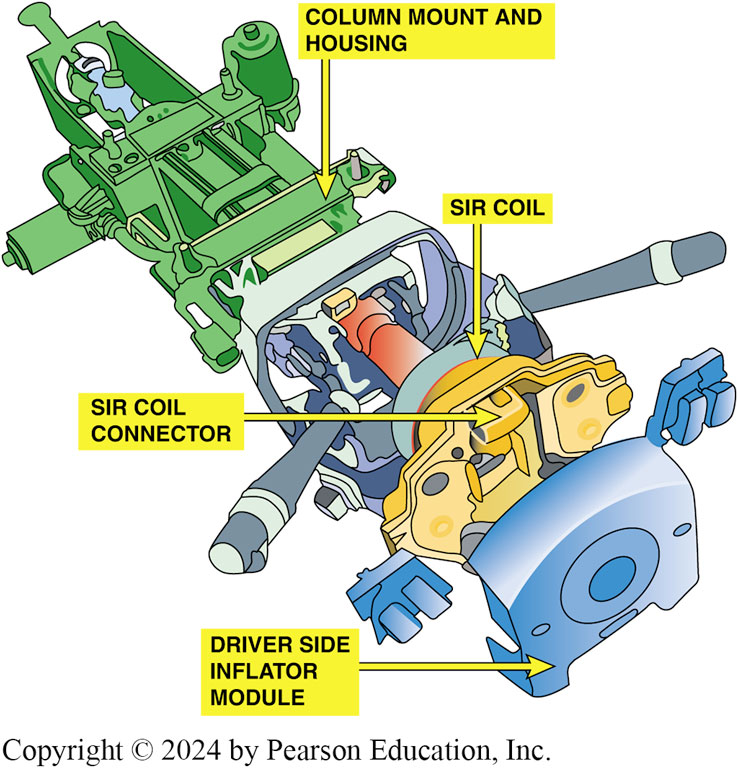 COLUMN MOUNT AND
HOUSING
SIR COIL
SIR COIL
CONNECTOR
DRIVER SIDE
INFLATOR
MODULE
Copyright © 2024 by Pearson Education, Inc.